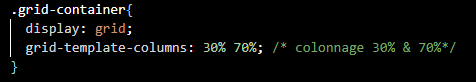 .grid-container{
  display: grid;
  grid-template-columns: 30% 70%; /* colonnage 30% & 70%*/
}